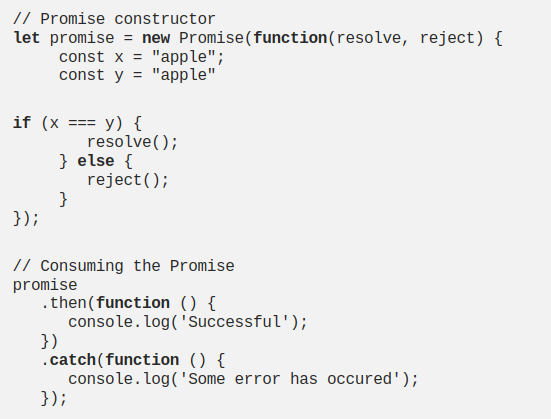 // Promise constructor
let promise = new Promise(function(resolve, reject) {
     const x = "apple";
     const y = "apple"
if (x === y) {
        resolve();
     } else {
        reject();
     }
});
// Consuming the Promise
promise
   .then(function () {
      console.log('Successful');
   })
   .catch(function () {
      console.log('Some error has occured');
   });